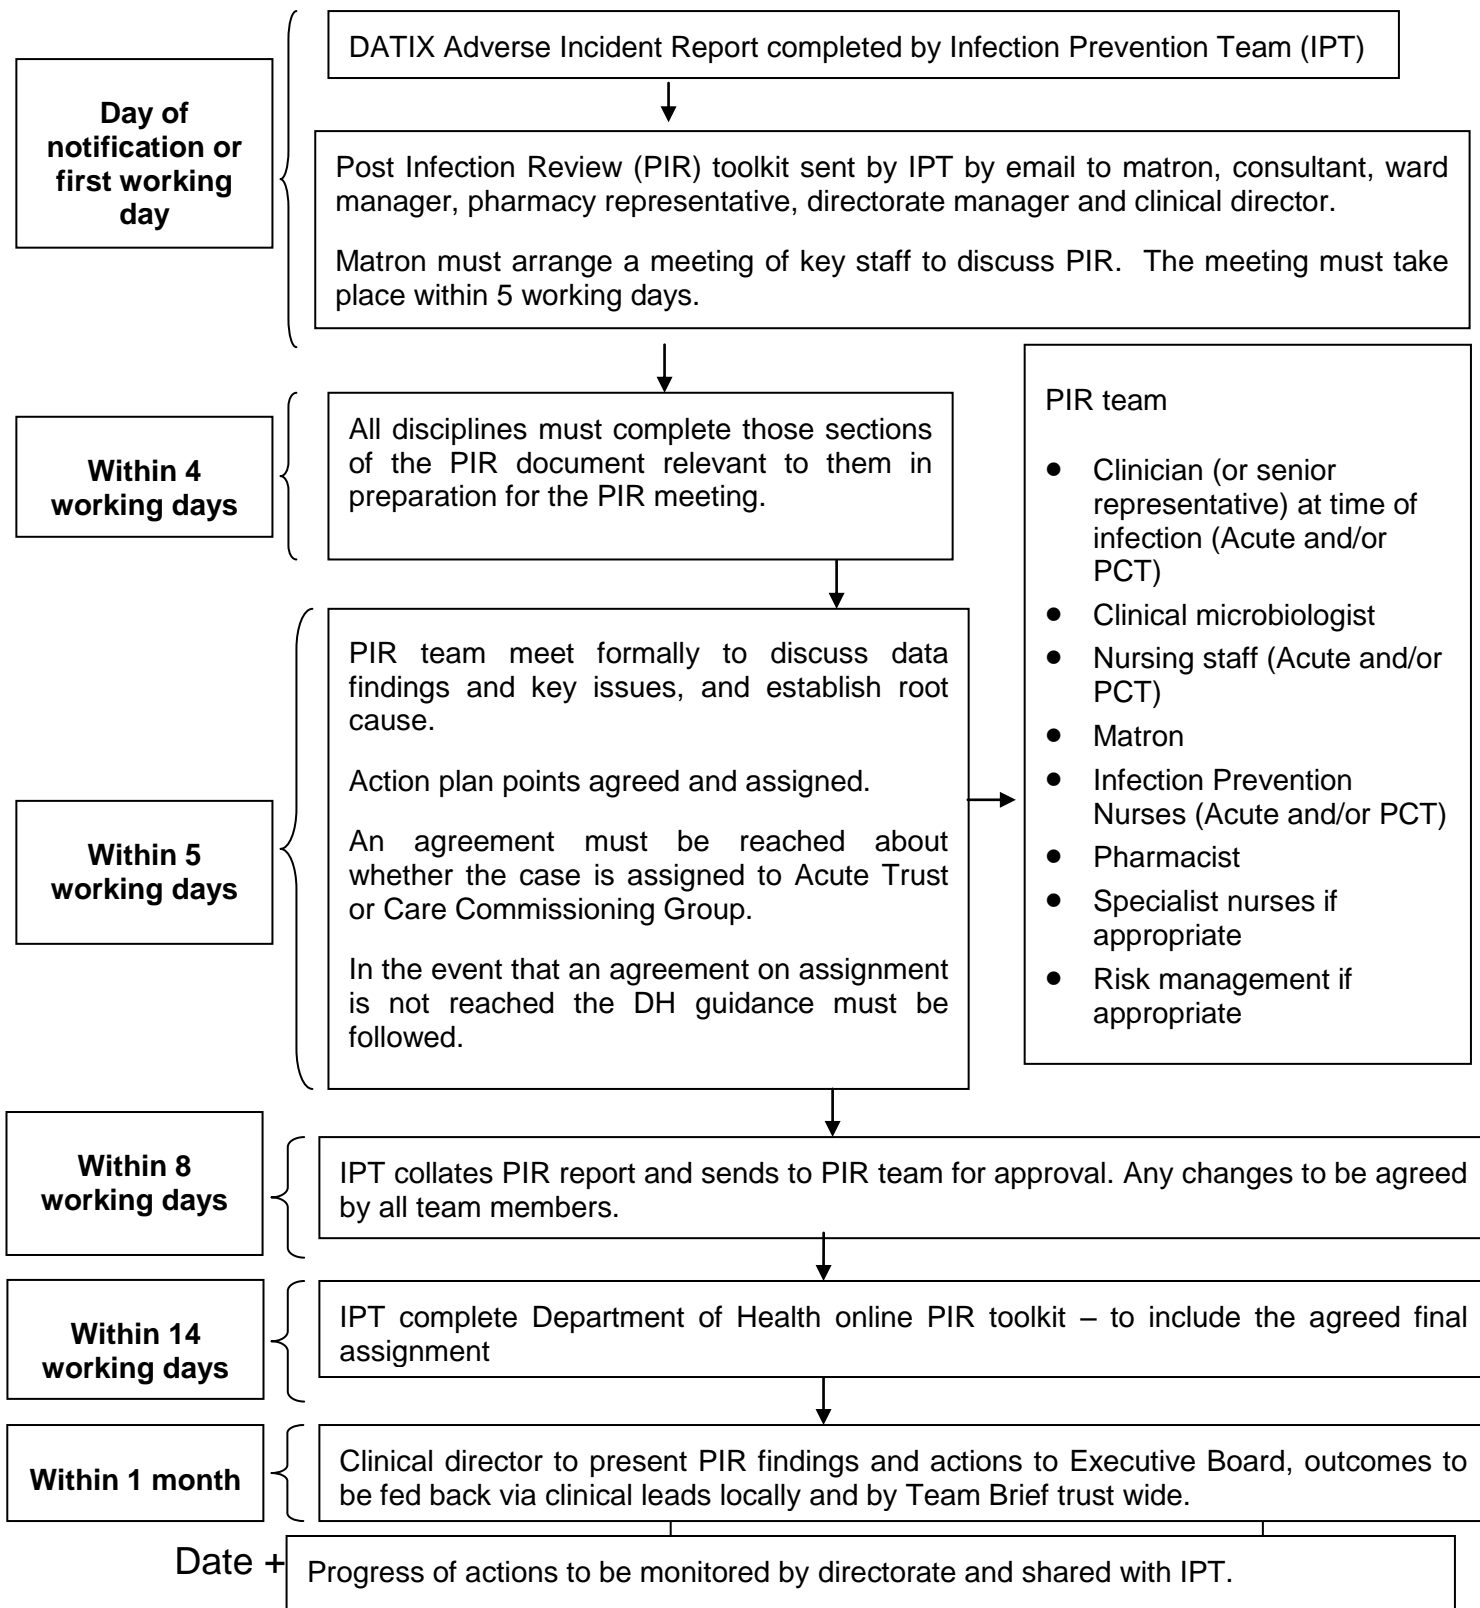 DATIX Adverse Incident Report completed by Infection Prevention Team (IPT)
Day of
notification or
first working
day
Post Infection Review (PIR) toolkit sent by IPT by email to matron, consultant, ward
manager, pharmacy representative, directorate manager and clinical director.
Matron must arrange a meeting of key staff to discuss PIR. The meeting must take
place within 5 working days.
Within 4
working days
All disciplines must complete those sections
of the PIR document relevant to them in
preparation for the PIR meeting.
PIR team
● Clinician (or senior
representative) at time of
infection (Acute and/or
PCT)
● Clinical microbiologist
● Nursing staff (Acute and/or
PCT)
● Matron
● Infection Prevention
Nurses (Acute and/or PCT)
● Pharmacist
● Specialist nurses if
appropriate
● Risk management if
appropriate
Within 5
working days
PIR team meet formally to discuss data
findings and key issues, and establish root
cause.
Action plan points agreed and assigned.
An agreement must be reached about
whether the case is assigned to Acute Trust
or Care Commissioning Group.
In the event that an agreement on assignment
is not reached the DH guidance must be
followed.
Within 8
working days
IPT collates PIR report and sends to PIR team for approval. Any changes to be agreed
by all team members.
Within 14
working days
IPT complete Department of Health online PIR toolkit – to include the agreed final
assignment
Within 1 month
Clinical director to present PIR findings and actions to Executive Board, outcomes to
be fed back via clinical leads locally and by Team Brief trust wide.
Date +
Progress of actions to be monitored by directorate and shared with IPT.